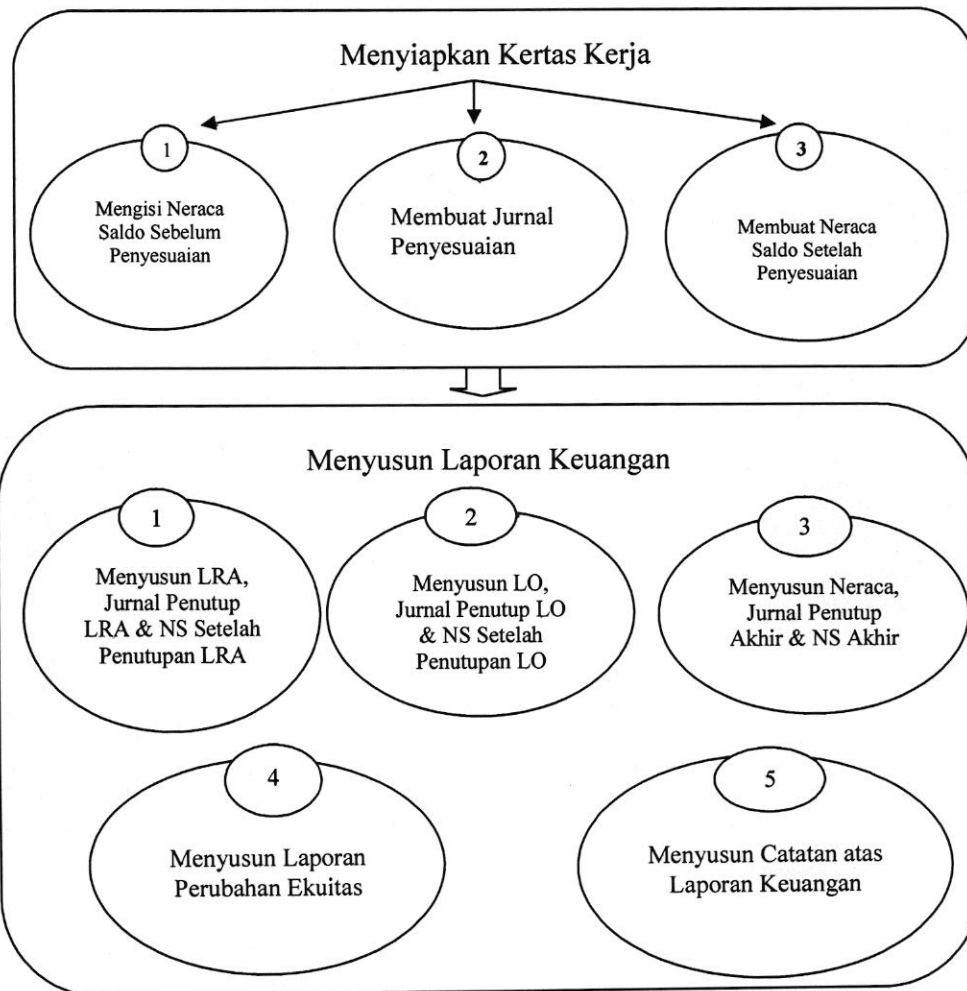 Menyiapkan Kertas Kerja
1
Mengisi Neraca
Saldo Sebelum
Penyesuaian
2
Membuat Jurnal
Penyesuaian
3
Membuat Neraca
Saldo Setelah
Penyesuaian
Menyusun Laporan Keuangan
1
Menyusun LRA,
Jurnal Penutup
LRA & NS Setelah
Penutupan LRA
2
Menyusun LO,
Jurnal Penutup LO
& NS Setelah
Penutupan LO
3
Menyusun Neraca,
Jurnal Penutup
Akhir & NS Akhir
4
Menyusun Laporan
Perubahan Ekuitas
5
Menyusun Catatan atas
Laporan Keuangan